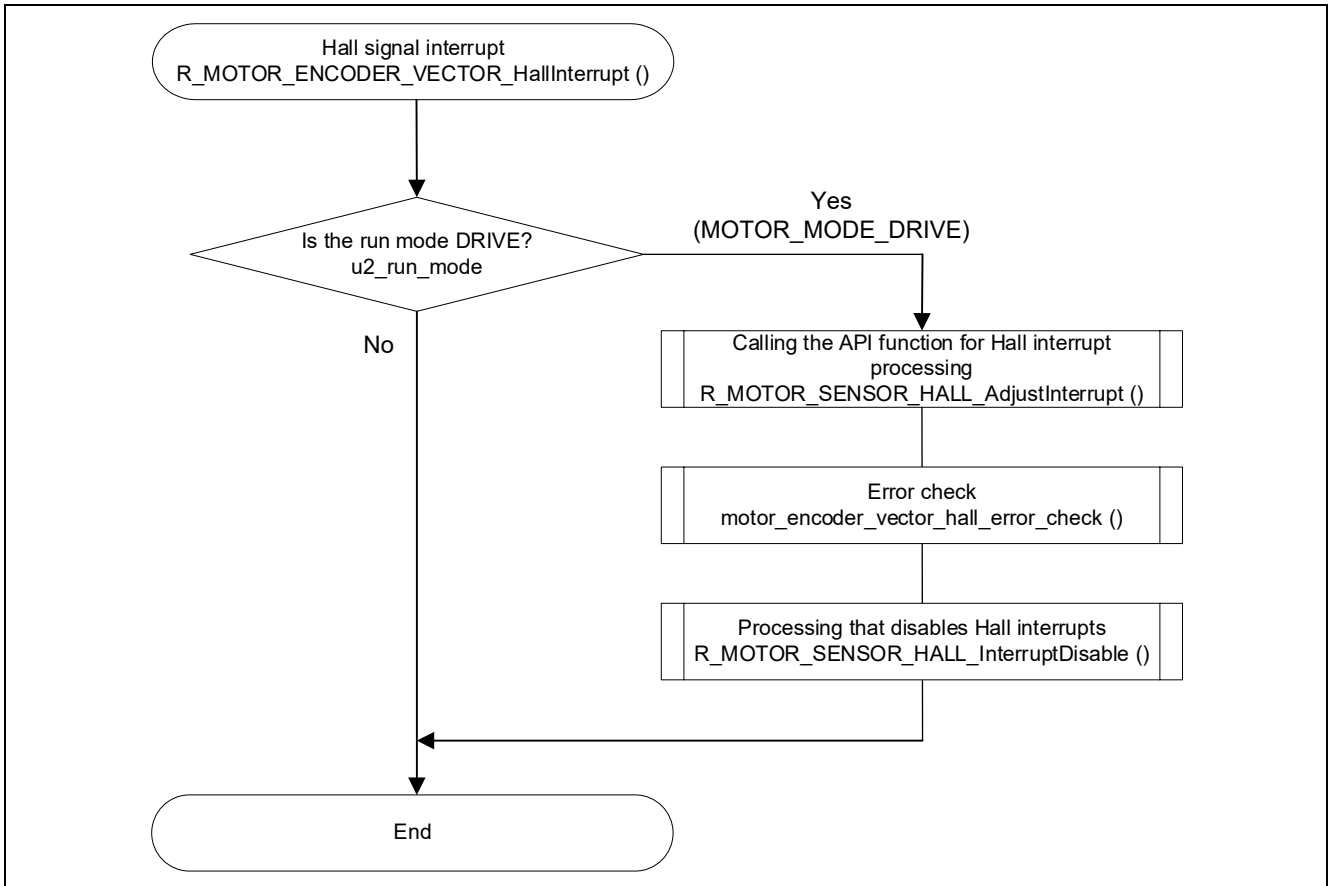 Hall signal interrupt
R_MOTOR_ENCODER_VECTOR_HallInterrupt ()
Is the run mode DRIVE?
u2_run_mode
Yes
(MOTOR_MODE_DRIVE)
No
Calling the API function for Hall interrupt
processing
R_MOTOR_SENSOR_HALL_AdjustInterrupt ()
Error check
motor_encoder_vector_hall_error_check ()
Processing that disables Hall interrupts
R_MOTOR_SENSOR_HALL_InterruptDisable ()
End